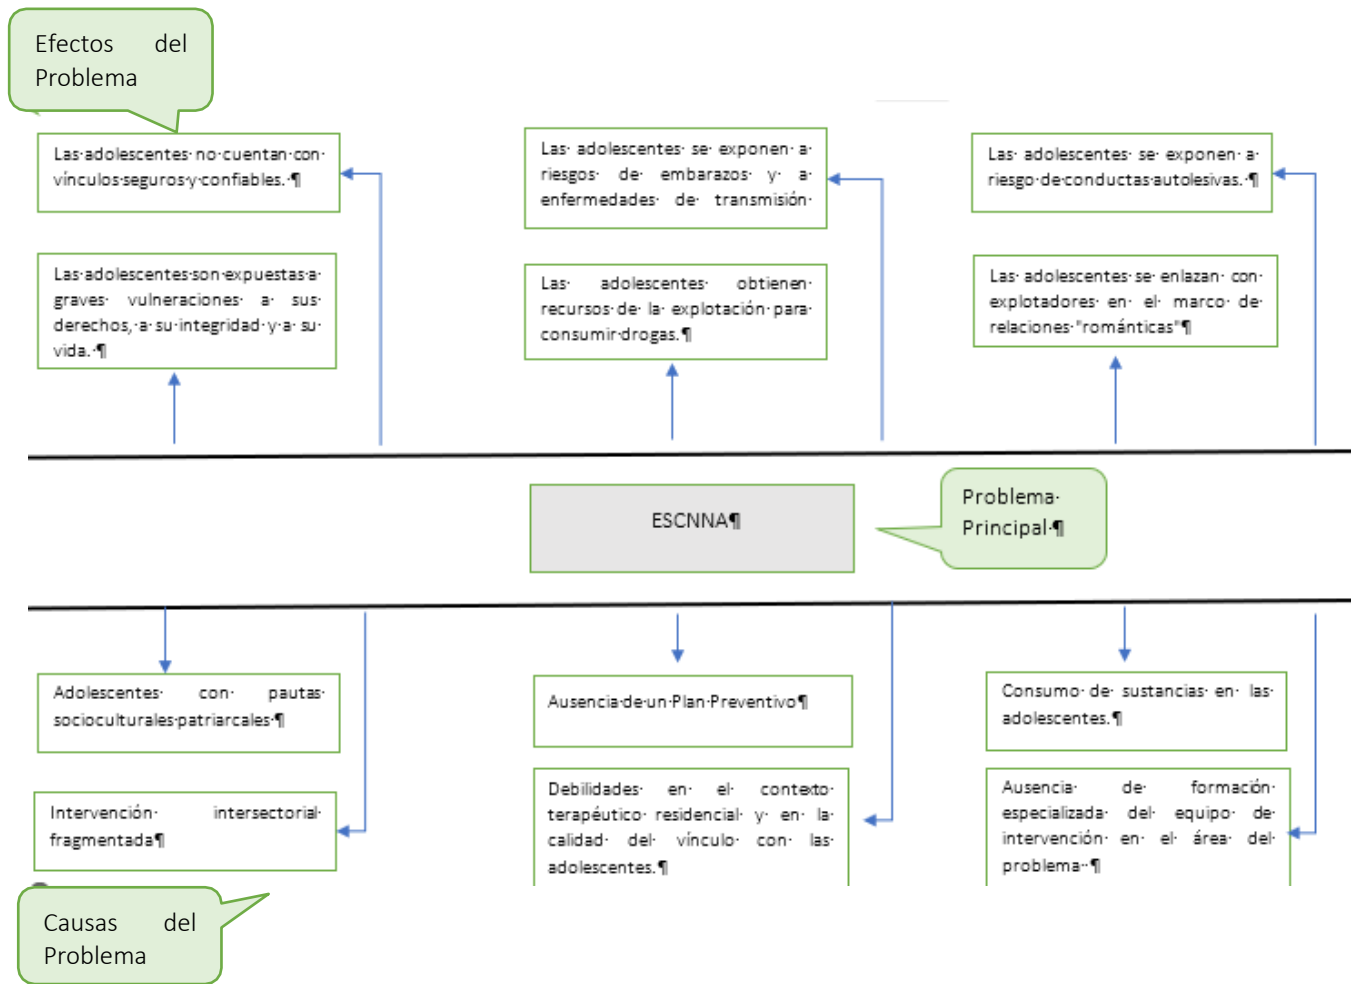 Efectos del
Problema
Las·adolescentes·no·cuentan·con·
vínculos·seguros·y·confiables.·¶
Las· adolescentes· se· exponen· a·
riesgos· de· embarazos· y· a·
enfermedades· de· transmisión·
Las· adolescentes· se· exponen· a·
riesgo·de·conductas·autolesivas.·¶
Las·adolescentes·son·expuestas·a·
graves· vulneraciones· a· sus·
derechos,·a·su·integridad·y·a·su·
vida.·¶
Las· adolescentes· obtienen·
recursos·de·la·explotación·para·
consumir·drogas.¶
Las· adolescentes· se· enlazan· con·
explotadores· en· el· marco· de·
relaciones·"románticas"¶
ESCNNA¶
Problema·
Principal·¶
Adolescentes· con· pautas·
socioculturales·patriarcales·¶
Ausencia·de·un·Plan·Preventivo¶
Consumo· de· sustancias· en· las·
adolescentes.¶
Intervención· intersectorial·
fragmentada¶
Debilidades· en· el· contexto·
terapéutico· residencial· y· en· la·
calidad· del· vínculo· con· las·
adolescentes.¶
Ausencia· de· formación·
especializada· del· equipo· de·
intervención· en· el· área· del·
problema··¶
Causas del
Problema